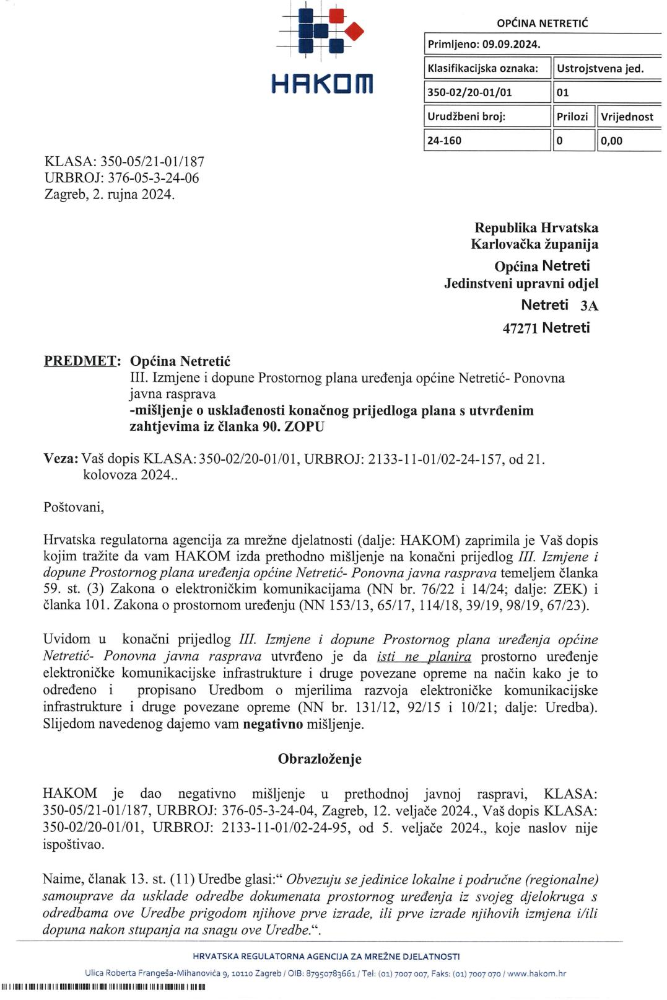 HAKOM
OPĆINA NETRETIĆ
Primljeno: 09.09.2024.
Klasifikacijska oznaka: Ustrojstvena jed.
350-02/20-01/01 01
Urudžbeni broj: Prilozi Vrijednost
24-160 0 0,00
KLASA: 350-05/21-01/187
URBROJ: 376-05-3-24-06
Zagreb, 2. rujna 2024.
Republika Hrvatska
Karlovačka županija
Općina Netreti
Jedinstveni upravni odjel
Netreti 3A
47271 Netreti
PREDMET: Općina Netretić
III. Izmjene i dopune Prostornog plana uređenja općine Netretić- Ponovna
javna rasprava
-mišljenje o usklađenosti konačnog prijedloga plana s utvrđenim
zahtjevima iz članka 90. ZOPU
Veza: Vaš dopis KLASA: 350-02/20-01/01, URBROJ: 2133-11-01/02-24-157, od 21.
kolovoza 2024..
Poštovani,
Hrvatska regulatorna agencija za mrežne djelatnosti (dalje: HAKOM) zaprimila je Vaš dopis
kojim tražite da vam HAKOM izda prethodno mišljenje na konačni prijedlog III. Izmjene i
dopune Prostornog plana uređenja općine Netretić- Ponovna javna rasprava temeljem članka
59. st. (3) Zakona o elektroničkim komunikacijama (NN br. 76/22 i 14/24; dalje: ZEK) i
članka 101. Zakona o prostornom uređenju (NN 153/13, 65/17, 114/18, 39/19, 98/19, 67/23).
Uvidom u konačni prijedlog III. Izmjene i dopune Prostornog plana uređenja općine
Netretić- Ponovna javna rasprava utvrđeno je da isti ne planira prostorno uređenje
elektroničke komunikacijske infrastrukture i druge povezane opreme na način kako je to
određeno i propisano Uredbom o mjerilima razvoja elektroničke komunikacijske
infrastrukture i druge povezane opreme (NN br. 131/12, 92/15 i 10/21; dalje: Uredba).
Slijedom navedenog dajemo vam negativno mišljenje.
Obrazloženje
HAKOM je dao negativno mišljenje u prethodnoj javnoj raspravi, KLASA:
350-05/21-01/187, URBROJ: 376-05-3-24-04, Zagreb, 12. veljače 2024., Vaš dopis KLASA:
350-02/20-01/01, URBROJ: 2133-11-01/02-24-95, od 5. veljače 2024., koje naslov nije
ispoštivao.
Naime, članak 13. st. (11) Uredbe glasi:“ Obvezuju se jedinice lokalne i područne (regionalne)
samouprave da usklade odredbe dokumenata prostornog uređenja iz svojeg djelokruga s
odredbama ove Uredbe prigodom njihove prve izrade, ili prve izrade njihovih izmjena i/ili
dopuna nakon stupanja na snagu ove Uredbe.“.
HRVATSKA REGULATORNA AGENCIJA ZA MREŽNE DJELATNOSTI
Ulica Roberta Frangeša-Mihanovića 9, 10110 Zagreb / OIB: 87950783661 / Tel: (01) 7007 007, Faks: (01) 7007 070 / www.hakom.hr